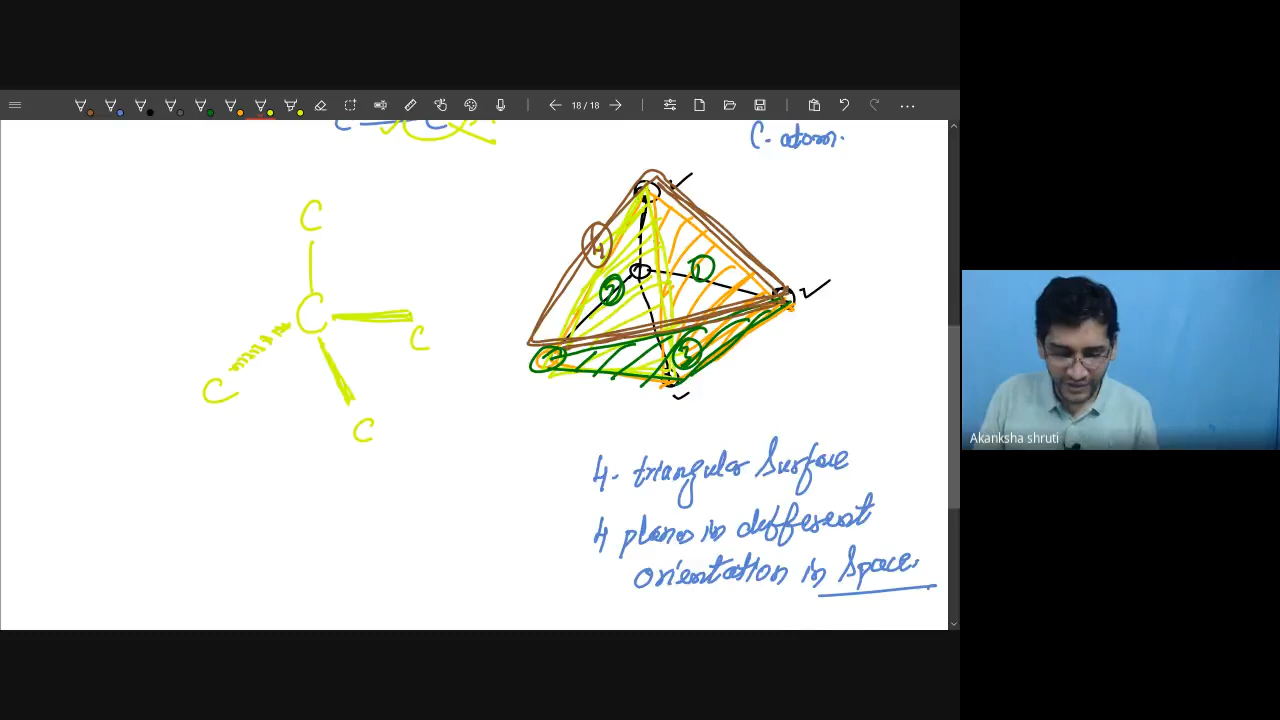 18 / 18
C - C
C. atom.
C
C
C
C
C
4
1
3
2
4. triangular Surface
4 planes in different
orientation in Space.
Akanksha shruti